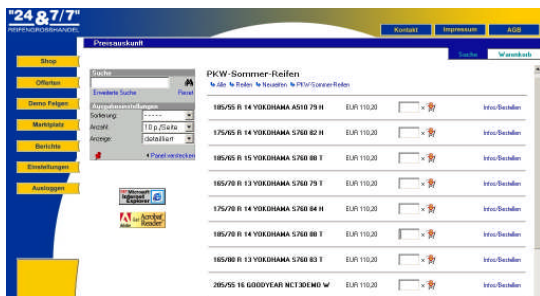 "24 & 7/7"
REIFENGROSSHANDEL
Kontakt
Impressum
AGB
Preisauskunft
Suche
Warenkorb
Shop
Offerten
Demo Felgen
Marktplatz
Berichte
Einstellungen
Ausloggen
Suche
Erweiterte Suche
Reset
Ausgabeeinstellungen
Sortierung:
-----
Anzahl:
10 p./Seite
Anzeige:
detailliert
Panel verstecken
Microsoft
Internet
Explorer
Get Acrobat
Reader
Adobe
PKW-Sommer-Reifen
Alle Reifen Neureifen PKW-Sommer-Reifen
185/55 R 14 YOKOHAMA A510 79 H EUR 110,20 x Infos/Bestellen
175/65 R 14 YOKOHAMA S760 82 H EUR 110,20 x Infos/Bestellen
185/65 R 15 YOKOHAMA S760 88 T EUR 110,20 x Infos/Bestellen
165/70 R 13 YOKOHAMA S760 79 T EUR 110,20 x Infos/Bestellen
175/70 R 14 YOKOHAMA S760 84 H EUR 110,20 x Infos/Bestellen
185/70 R 14 YOKOHAMA S760 88 T EUR 110,20 x Infos/Bestellen
165/80 R 13 YOKOHAMA S760 83 T EUR 110,20 x Infos/Bestellen
205/55 16 GOODYEAR NCT3DEMO W EUR 110,20 x Infos/Bestellen